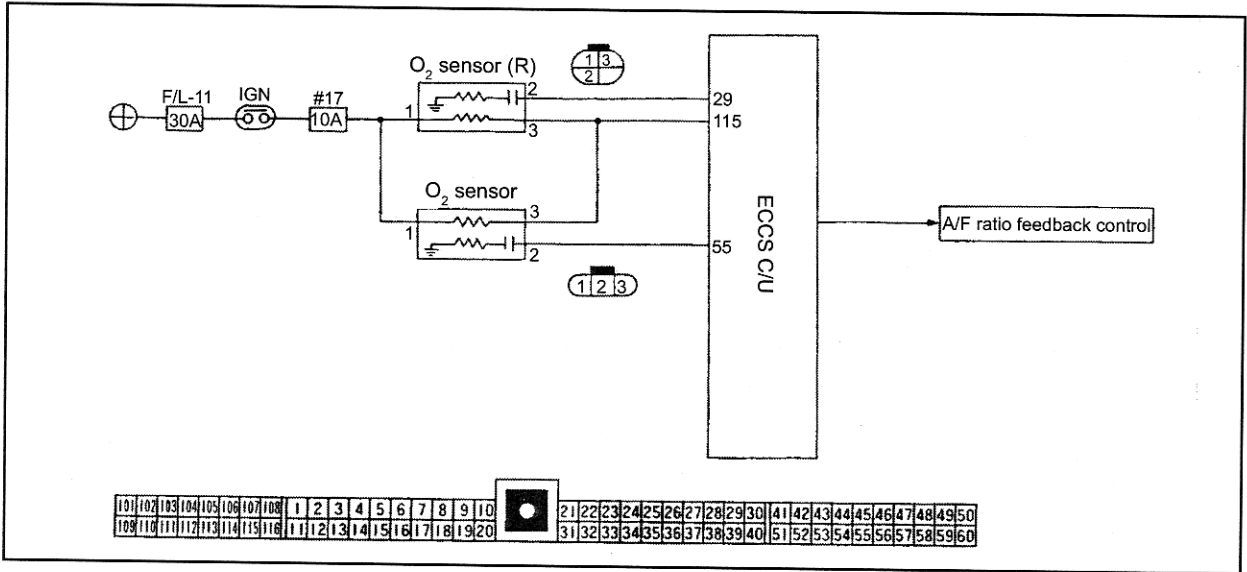 O2 sensor (R)
1 3
2
F/L-11 IGN #17
30A 10A
1 2
3
29
115
O2 sensor
1 3
2
55
1 2 3
ECCS C/U
A/F ratio feedback control
101 102 103 104 105 106 107 108 1 2 3 4 5 6 7 8 9 10 21 22 23 24 25 26 27 28 29 30 41 42 43 44 45 46 47 48 49 50
109 110 111 112 113 114 115 116 11 12 13 14 15 16 17 18 19 20 31 32 33 34 35 36 37 38 39 40 51 52 53 54 55 56 57 58 59 60